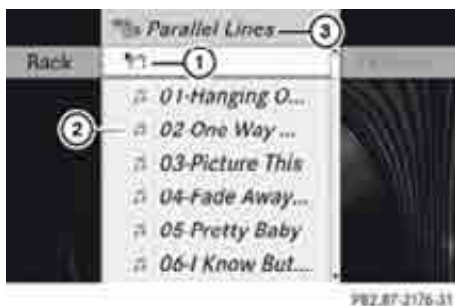 Parallel Lines
3
Rack
1
01-Hanging O...
2
02-One Way ...
03-Picture This
04-Fade Away...
05-Pretty Baby
06-I Know But....
P82.87-2176-31